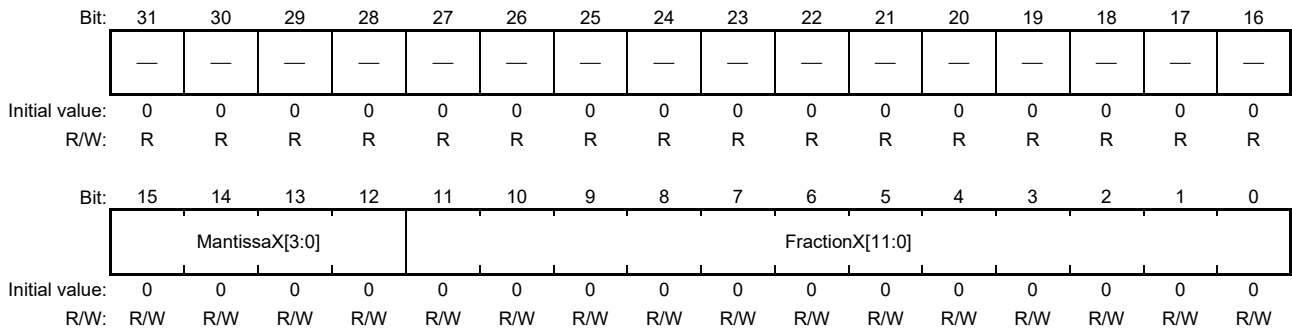 Bit: 31 30 29 28 27 26 25 24 23 22 21 20 19 18 17 16
— — — — — — — — — — — — — — — —
Initial value: 0 0 0 0 0 0 0 0 0 0 0 0 0 0 0 0
R/W: R R R R R R R R R R R R R R R R
Bit: 15 14 13 12 11 10 9 8 7 6 5 4 3 2 1 0
MantissaX[3:0] FractionX[11:0]
Initial value: 0 0 0 0 0 0 0 0 0 0 0 0 0 0 0 0
R/W: R/W R/W R/W R/W R/W R/W R/W R/W R/W R/W R/W R/W R/W R/W R/W R/W